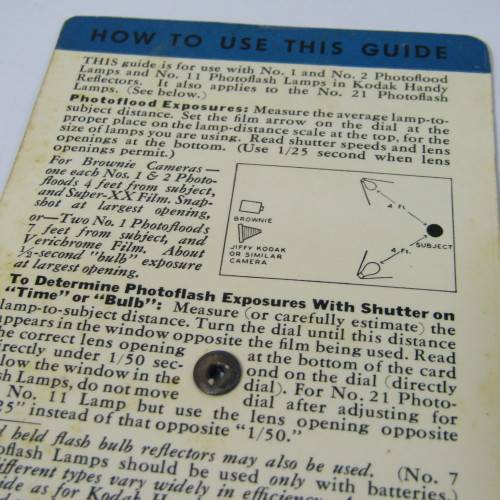 HOW TO USE THIS GUIDE
THIS guide is for use with No. 1 and No. 2 Photoflood
Lamps and No. 11 Photoflash Lamps in Kodak Handy
Reflectors. It also applies to the No. 21 Photoflash
Lamps. (See below.)
Photoflood Exposures: Measure the average lamp-to-
subject distance. Set the film arrow on the dial at the
proper place on the lamp-distance scale at the top, for the
size of lamps you are using. Read shutter speeds and lens
openings at the bottom. (Use 1/25 second when lens
openings permit.)
For Brownie Cameras—
one each Nos. 1 & 2 Photo-
floods 4 feet from subject,
and Super-XX Film. Snap-
shot at largest opening,
or—Two No. 1 Photofloods
7 feet from subject, and
Verichrome Film. About
½-second "bulb" exposure
at largest opening.
4 FT.
BROWNIE
SUBJECT
JIFFY KODAK
OR SIMILAR
CAMERA
4 FT.
To Determine Photoflash Exposures With Shutter on
"Time" or "Bulb": Measure (or carefully estimate) the
lamp-to-subject distance. Turn the dial until this distance
appears in the window opposite the film being used. Read
the correct lens opening at the bottom of the card
directly under 1/50 sec- ond on the dial (directly
low the window in the dial). For No. 21 Photo-
sh Lamps, do not move dial after adjusting for
No. 11 Lamp but use the lens opening opposite
25" instead of that opposite "1/50."
d held flash bulb reflectors may also be used. (No. 7
oflash Lamps should be used only with batteries.)
ifferent types vary widely in efficiency.
ide as for Kodak